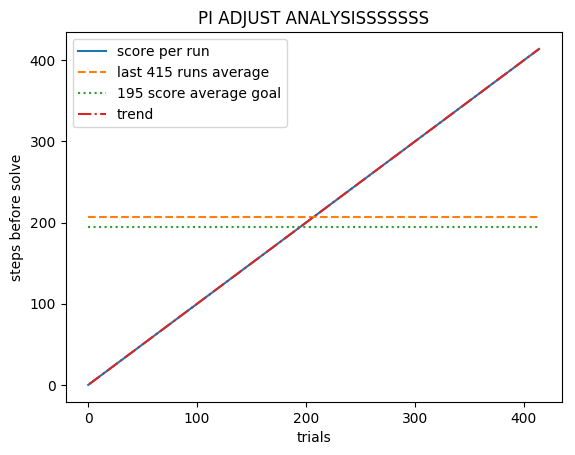 PI ADJUST ANALYSISSSSSSS
score per run
last 415 runs average
195 score average goal
trend
400
300
200
100
0
steps before solve
0 100 200 300 400
trials